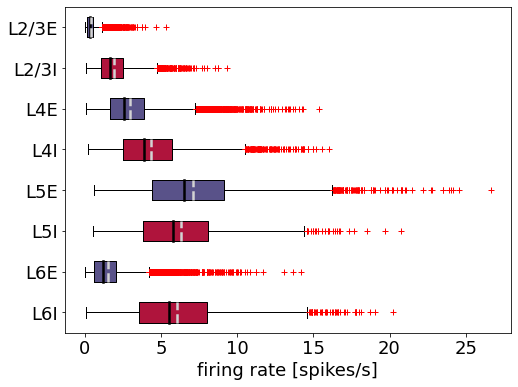 L2/3E
L2/3I
L4E
L4I
L5E
L5I
L6E
L6I
0 5 10 15 20 25
firing rate [spikes/s]